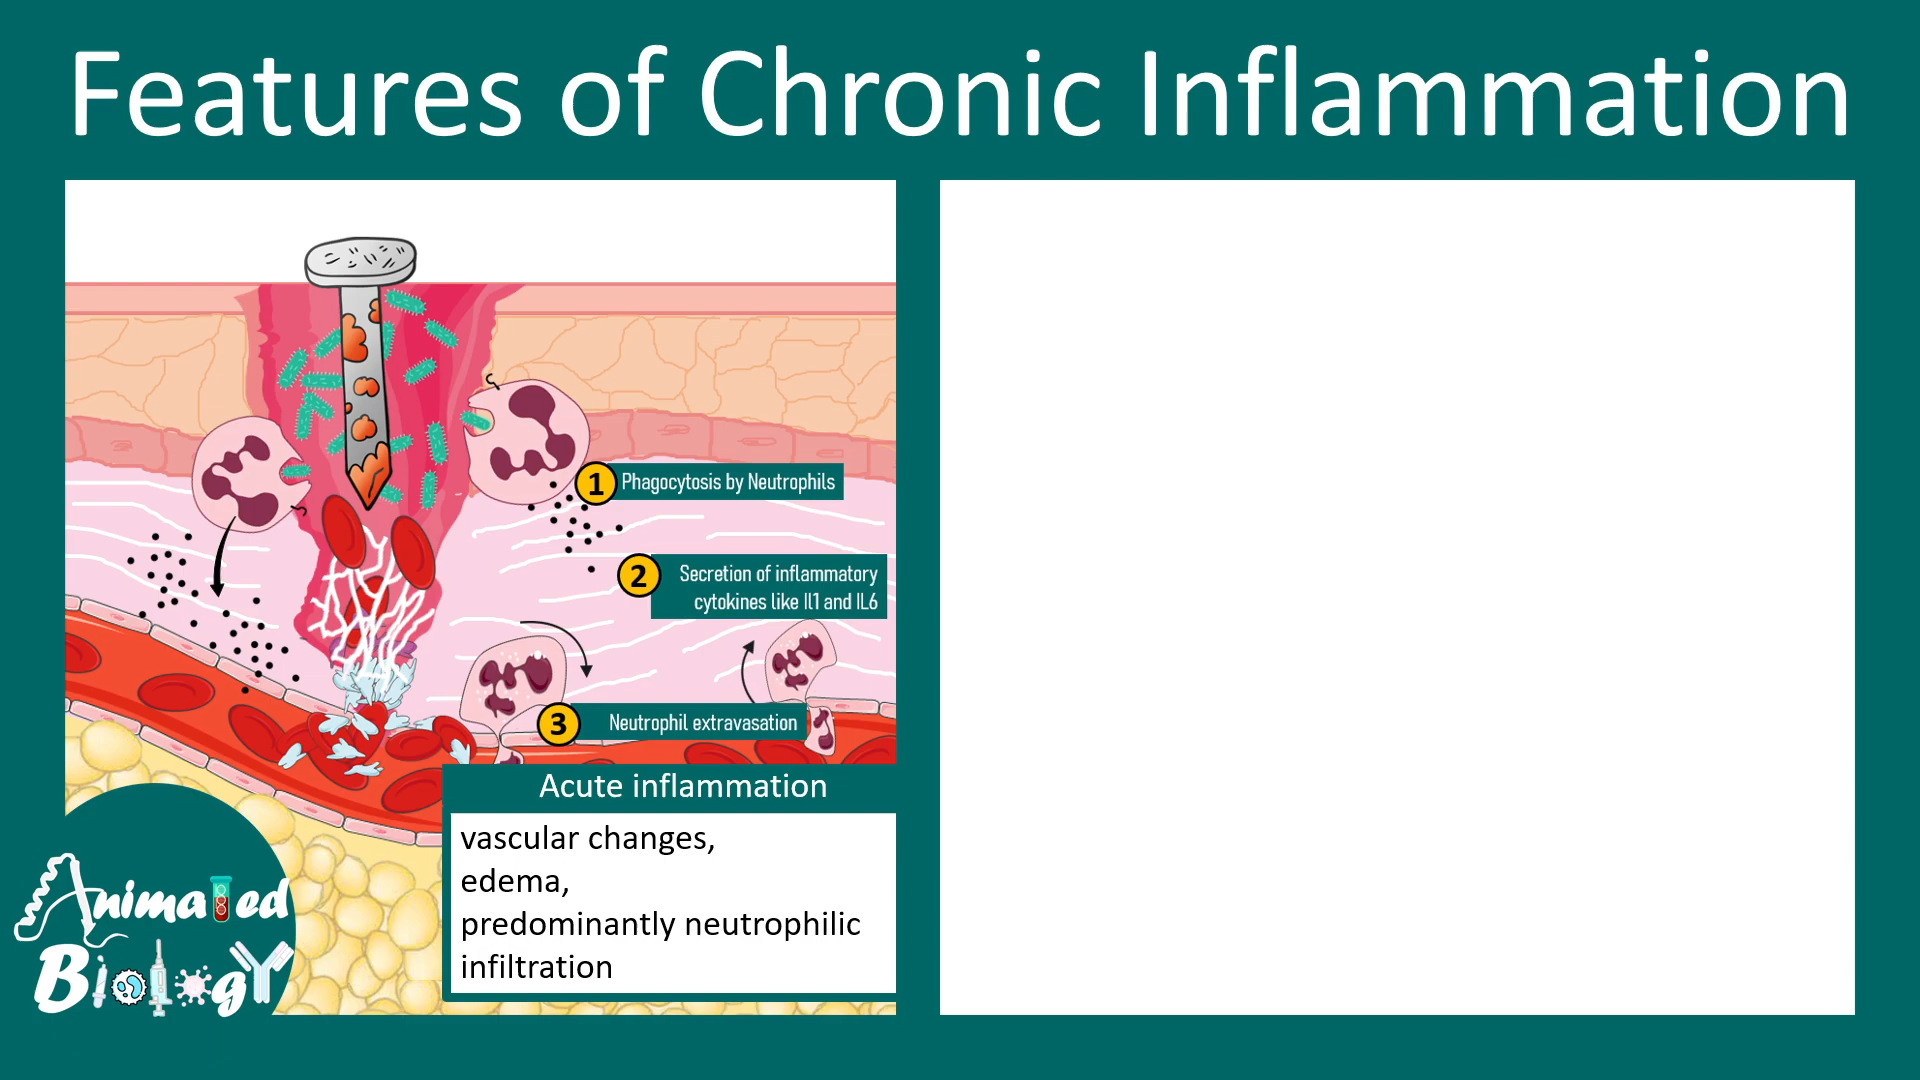 Features of Chronic Inflammation
1 Phagocytosis by Neutrophils
2 Secretion of inflammatory
cytokines like Il1 and IL6
3 Neutrophil extravasation
Acute inflammation
vascular changes,
edema,
predominantly neutrophilic
infiltration
Animated
Biology